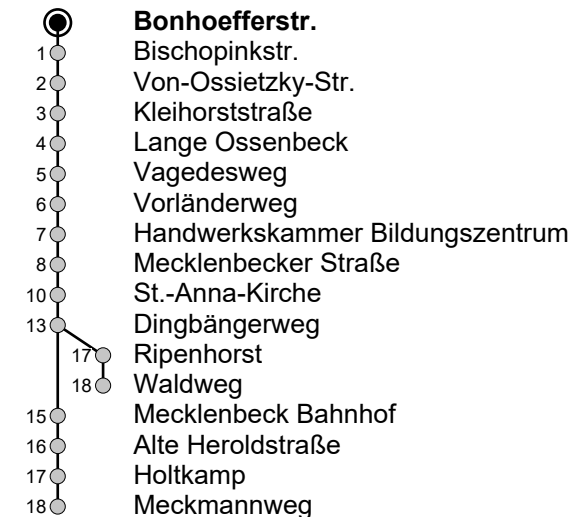 Bonhoefferstr.
1 Bischopinkstr.
2 Von-Ossietzky-Str.
3 Kleihorststraße
4 Lange Ossenbeck
5 Vagedesweg
6 Vorländerweg
7 Handwerkskammer Bildungszentrum
8 Mecklenbecker Straße
10 St.-Anna-Kirche
13 Dingbängerweg
17 Ripenhorst
18 Waldweg
15 Mecklenbeck Bahnhof
16 Alte Heroldstraße
17 Holtkamp
18 Meckmannweg